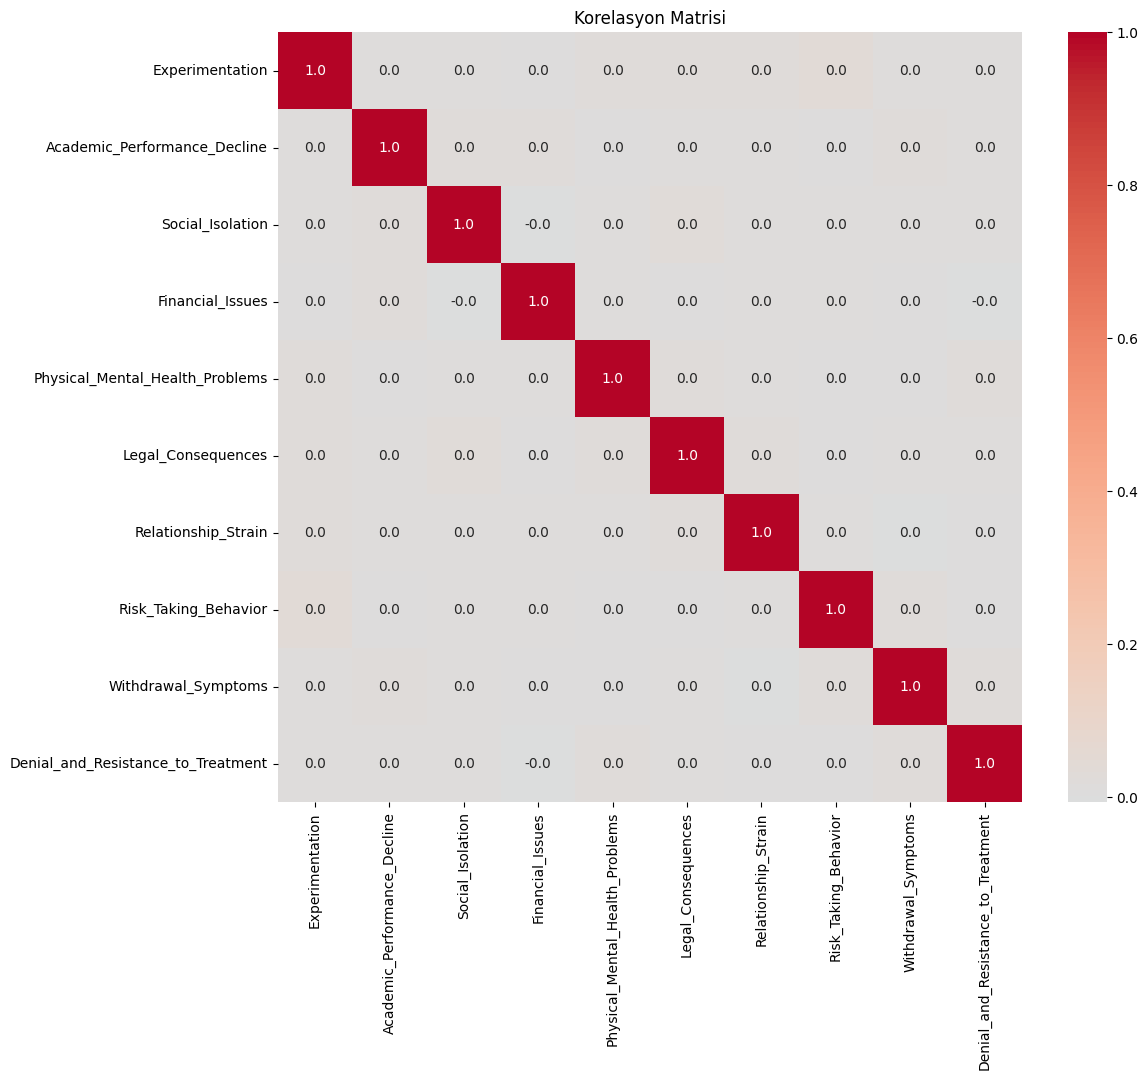 Korelasyon Matrisi
Experimentation 1.0 0.0 0.0 0.0 0.0 0.0 0.0 0.0 0.0 0.0
Academic_Performance_Decline 0.0 1.0 0.0 0.0 0.0 0.0 0.0 0.0 0.0 0.0
Social_Isolation 0.0 0.0 1.0 -0.0 0.0 0.0 0.0 0.0 0.0 0.0
Financial_Issues 0.0 0.0 -0.0 1.0 0.0 0.0 0.0 0.0 0.0 -0.0
Physical_Mental_Health_Problems 0.0 0.0 0.0 0.0 1.0 0.0 0.0 0.0 0.0 0.0
Legal_Consequences 0.0 0.0 0.0 0.0 0.0 1.0 0.0 0.0 0.0 0.0
Relationship_Strain 0.0 0.0 0.0 0.0 0.0 0.0 1.0 0.0 0.0 0.0
Risk_Taking_Behavior 0.0 0.0 0.0 0.0 0.0 0.0 0.0 1.0 0.0 0.0
Withdrawal_Symptoms 0.0 0.0 0.0 0.0 0.0 0.0 0.0 0.0 1.0 0.0
Denial_and_Resistance_to_Treatment 0.0 0.0 0.0 -0.0 0.0 0.0 0.0 0.0 0.0 1.0
Experimentation
Academic_Performance_Decline
Social_Isolation
Financial_Issues
Physical_Mental_Health_Problems
Legal_Consequences
Relationship_Strain
Risk_Taking_Behavior
Withdrawal_Symptoms
Denial_and_Resistance_to_Treatment
1.0
0.8
0.6
0.4
0.2
0.0